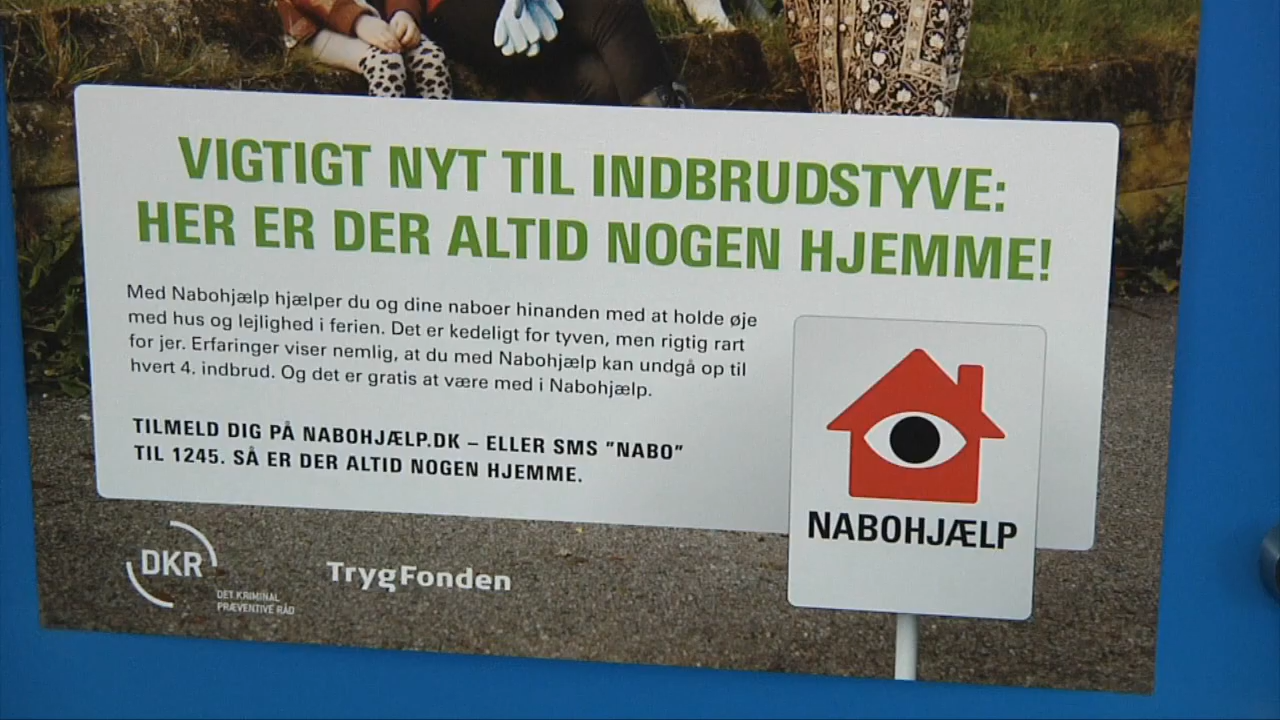 VIGTIGT NYT TIL INDBRUDSTYVE:
HER ER DER ALTID NOGEN HJEMME!
Med Nabohjælp hjælper du og dine naboer hinanden med at holde øje
med hus og lejlighed i ferien. Det er kedeligt for tyven, men rigtig rart
for jer. Erfaringer viser nemlig, at du med Nabohjælp kan undgå op til
hvert 4. indbrud. Og det er gratis at være med i Nabohjælp.
TILMELD DIG PÅ NABOHJÆLP.DK – ELLER SMS "NABO"
TIL 1245. SÅ ER DER ALTID NOGEN HJEMME.
NABOHJÆLP
DKR
DET KRIMINAL
PRÆVENTIVE RÅD
TrygFonden